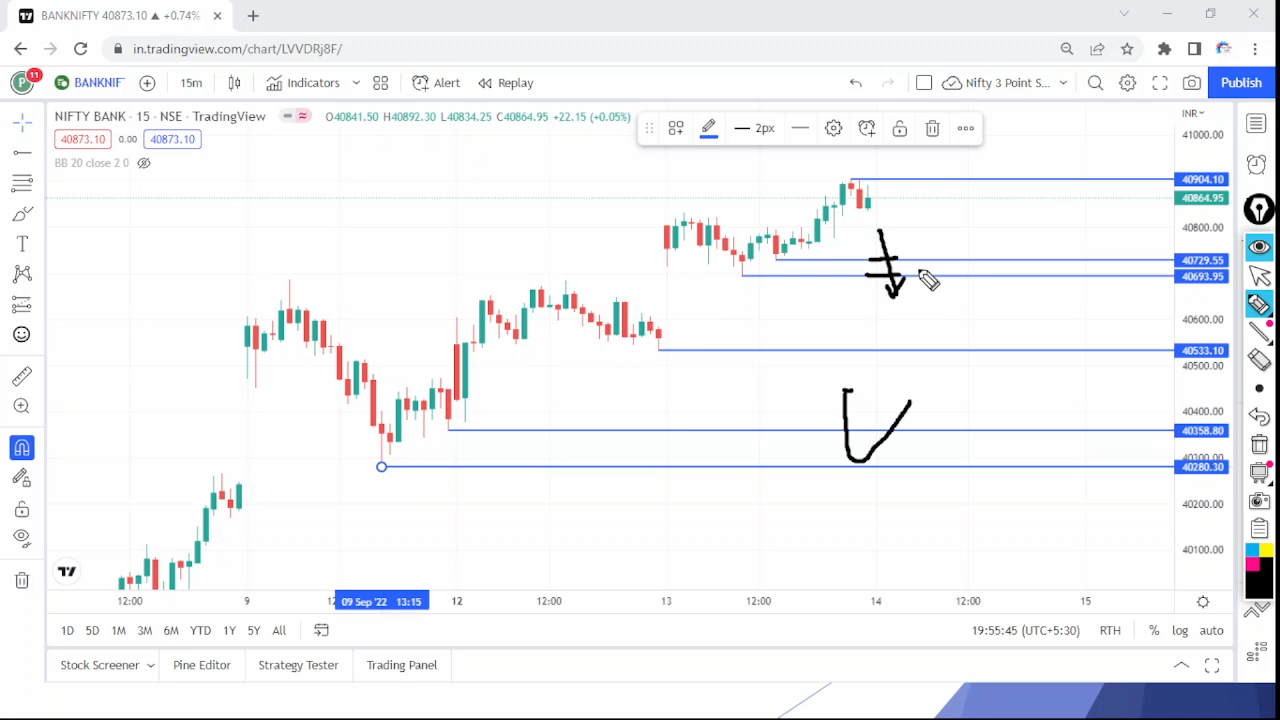 BANKNIFTY 40873.10 ▲ +0.74%
in.tradingview.com/chart/LVVDRj8F/
P 11 BANKNIF 15m Indicators Alert Replay Nifty 3 Point S... Publish
NIFTY BANK · 15 · NSE · TradingView O40841.50 H40892.30 L40834.25 C40864.95 +22.15 (+0.05%)
2px
INR
40873.10 0.00 40873.10
BB 20 close 2 0
41000.00
40904.10
40864.95
40800.00
40729.55
40693.95
40600.00
40533.10
40400.00
40358.80
40300.00
40280.30
40200.00
40100.00
12:00 9 09 Sep '22 13:15 12 12:00 13 12:00 14 12:00 15
1D 5D 1M 3M 6M YTD 1Y 5Y All 19:55:45 (UTC+5:30) RTH % log auto
Stock Screener Pine Editor Strategy Tester Trading Panel